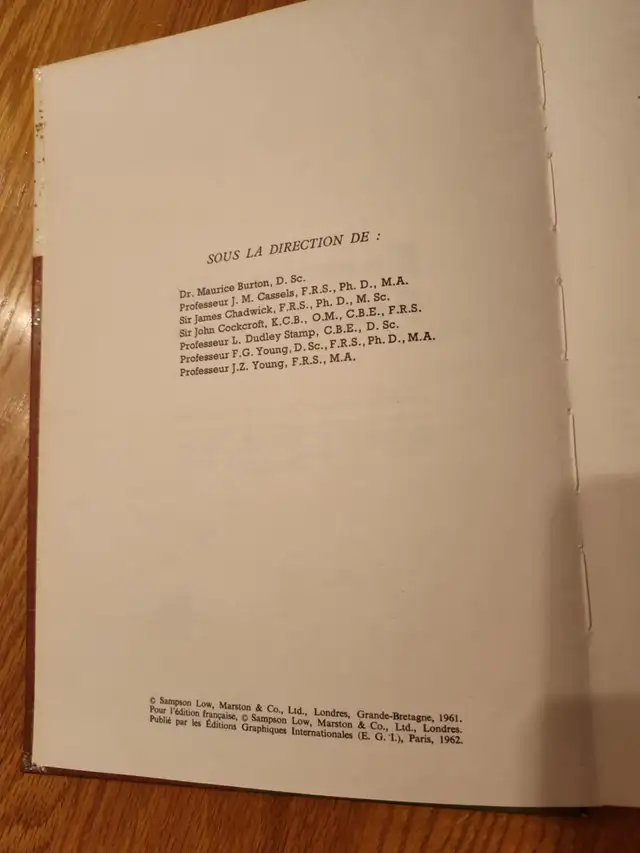 SOUS LA DIRECTION DE :
Dr. Maurice Burton, D. Sc.
Professeur J. M. Cassels, F.R.S., Ph. D., M.A.
Sir James Chadwick, F.R.S., Ph. D., M. Sc.
Sir John Cockcroft, K.C.B., O.M., C.B.E., F.R.S.
Professeur L. Dudley Stamp, C.B.E., D. Sc.
Professeur F.G. Young, D. Sc., F.R.S., Ph. D., M.A.
Professeur J.Z. Young, F.R.S., M.A.
© Sampson Low, Marston & Co., Ltd., Londres, Grande-Bretagne, 1961.
Pour l'édition française, © Sampson Low, Marston & Co., Ltd., Londres.
Publié par les Éditions Graphiques Internationales (E. G. I.), Paris, 1962.